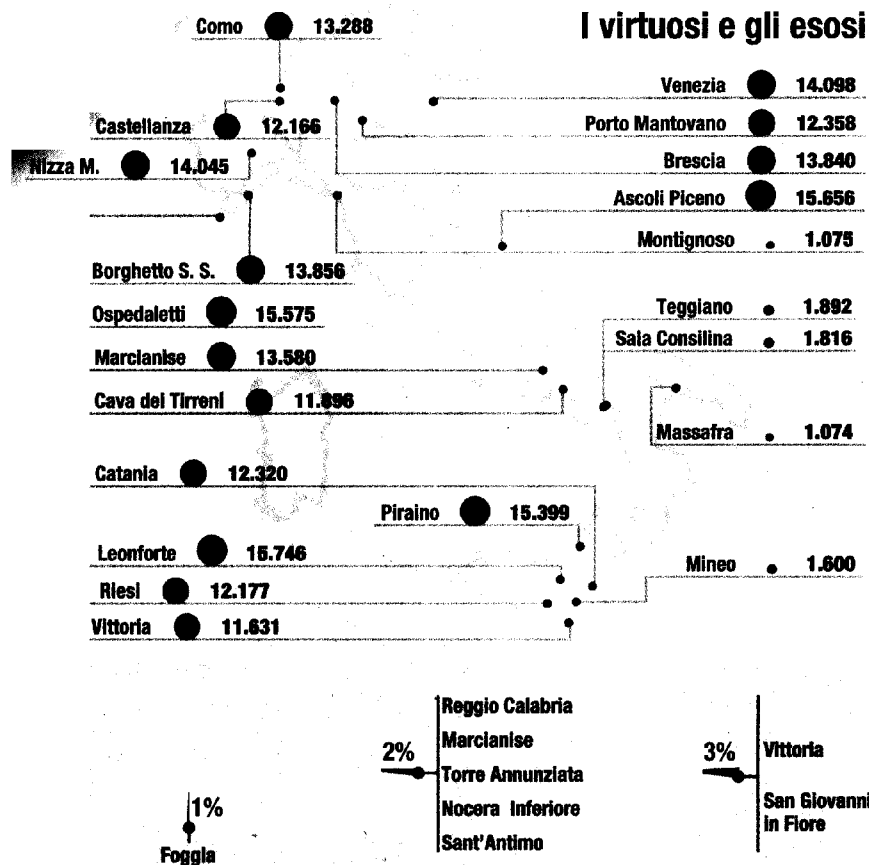 I virtuosi e gli esosi
Como 13.288
Castellanza 12.166
Nizza M. 14.045
Borghetto S. S. 13.856
Ospedaletti 15.575
Marcianise 13.580
Cava dei Tirreni 11.896
Catania 12.320
Piraino 15.399
Leonforte 15.746
Riesi 12.177
Vittoria 11.631
Venezia 14.098
Porto Mantovano 12.358
Brescia 13.840
Ascoli Piceno 15.656
Montignoso 1.075
Teggiano 1.892
Sala Consilina 1.816
Massafra 1.074
Mineo 1.600
1%
Foggia
2%
Reggio Calabria
Marcianise
Torre Annunziata
Nocera Inferiore
Sant'Antimo
3%
Vittoria
San Giovanni
in Fiore